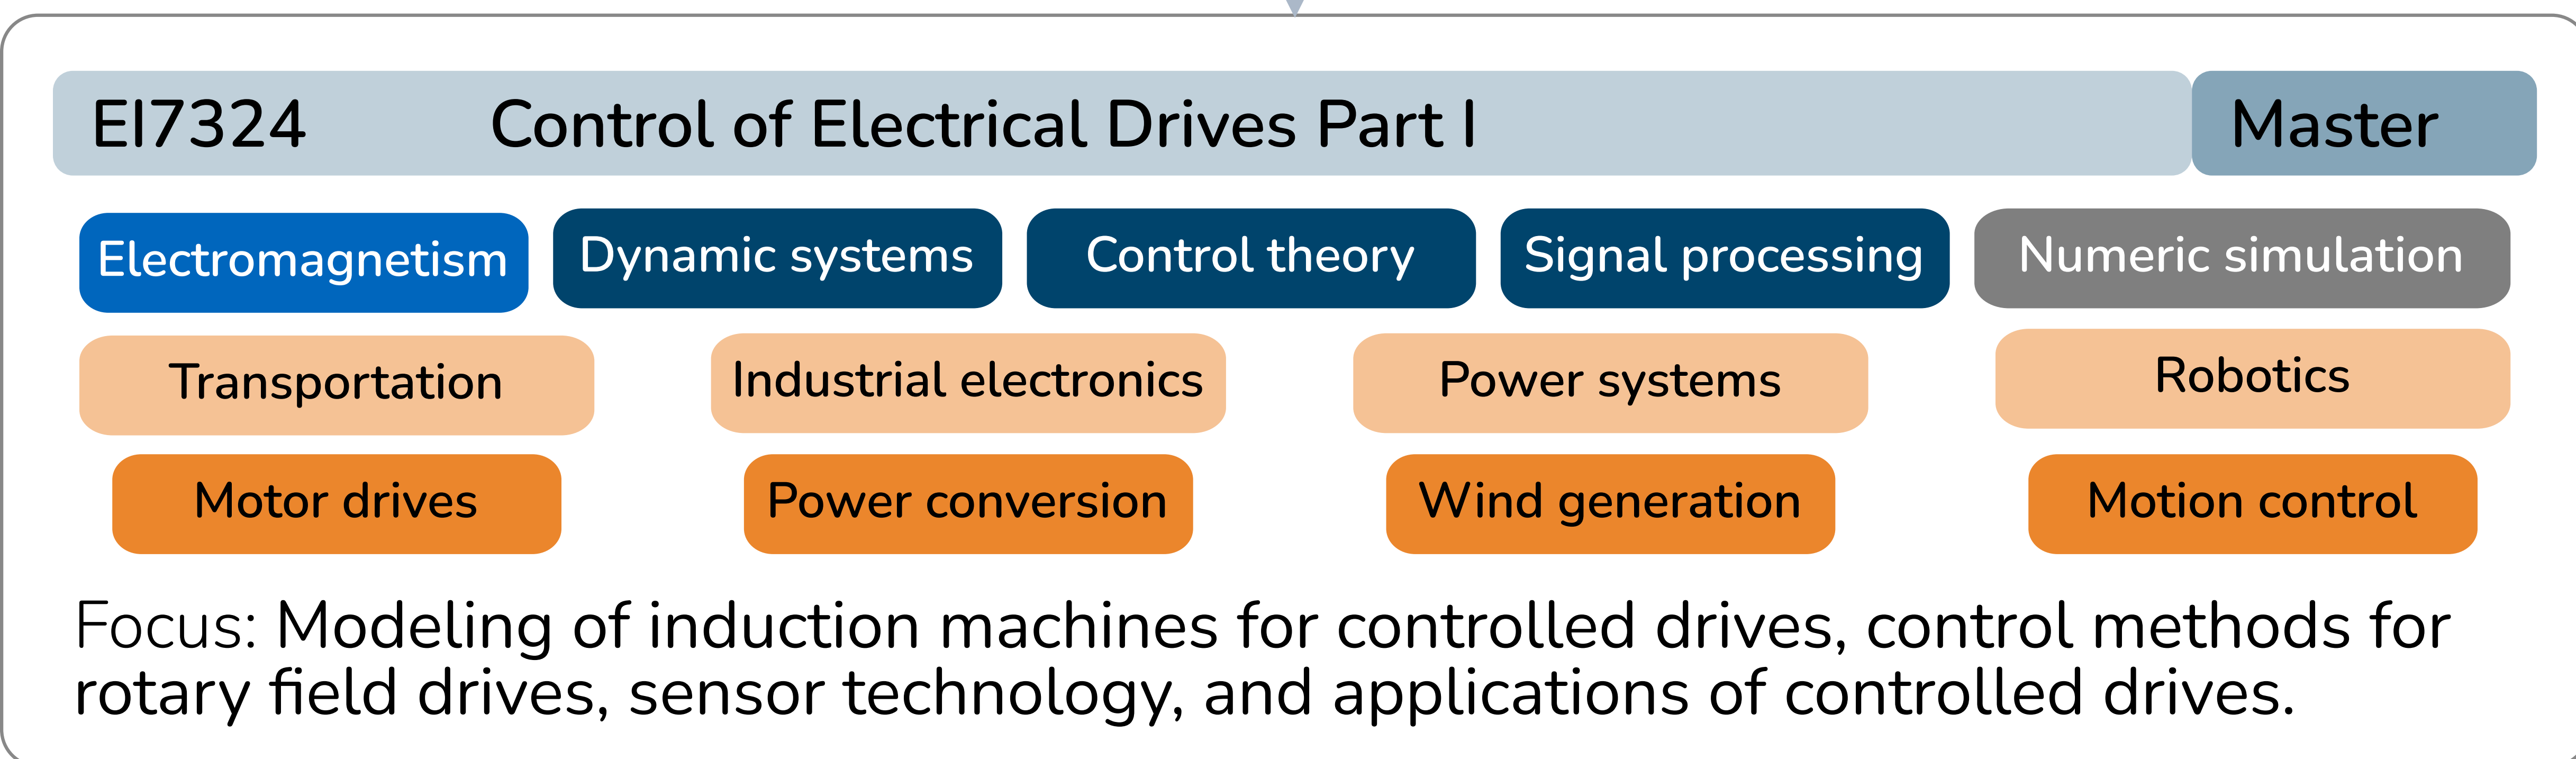 EI7324 Control of Electrical Drives Part I Master
Electromagnetism Dynamic systems Control theory Signal processing Numeric simulation
Transportation Industrial electronics Power systems Robotics
Motor drives Power conversion Wind generation Motion control
Focus: Modeling of induction machines for controlled drives, control methods for
rotary field drives, sensor technology, and applications of controlled drives.